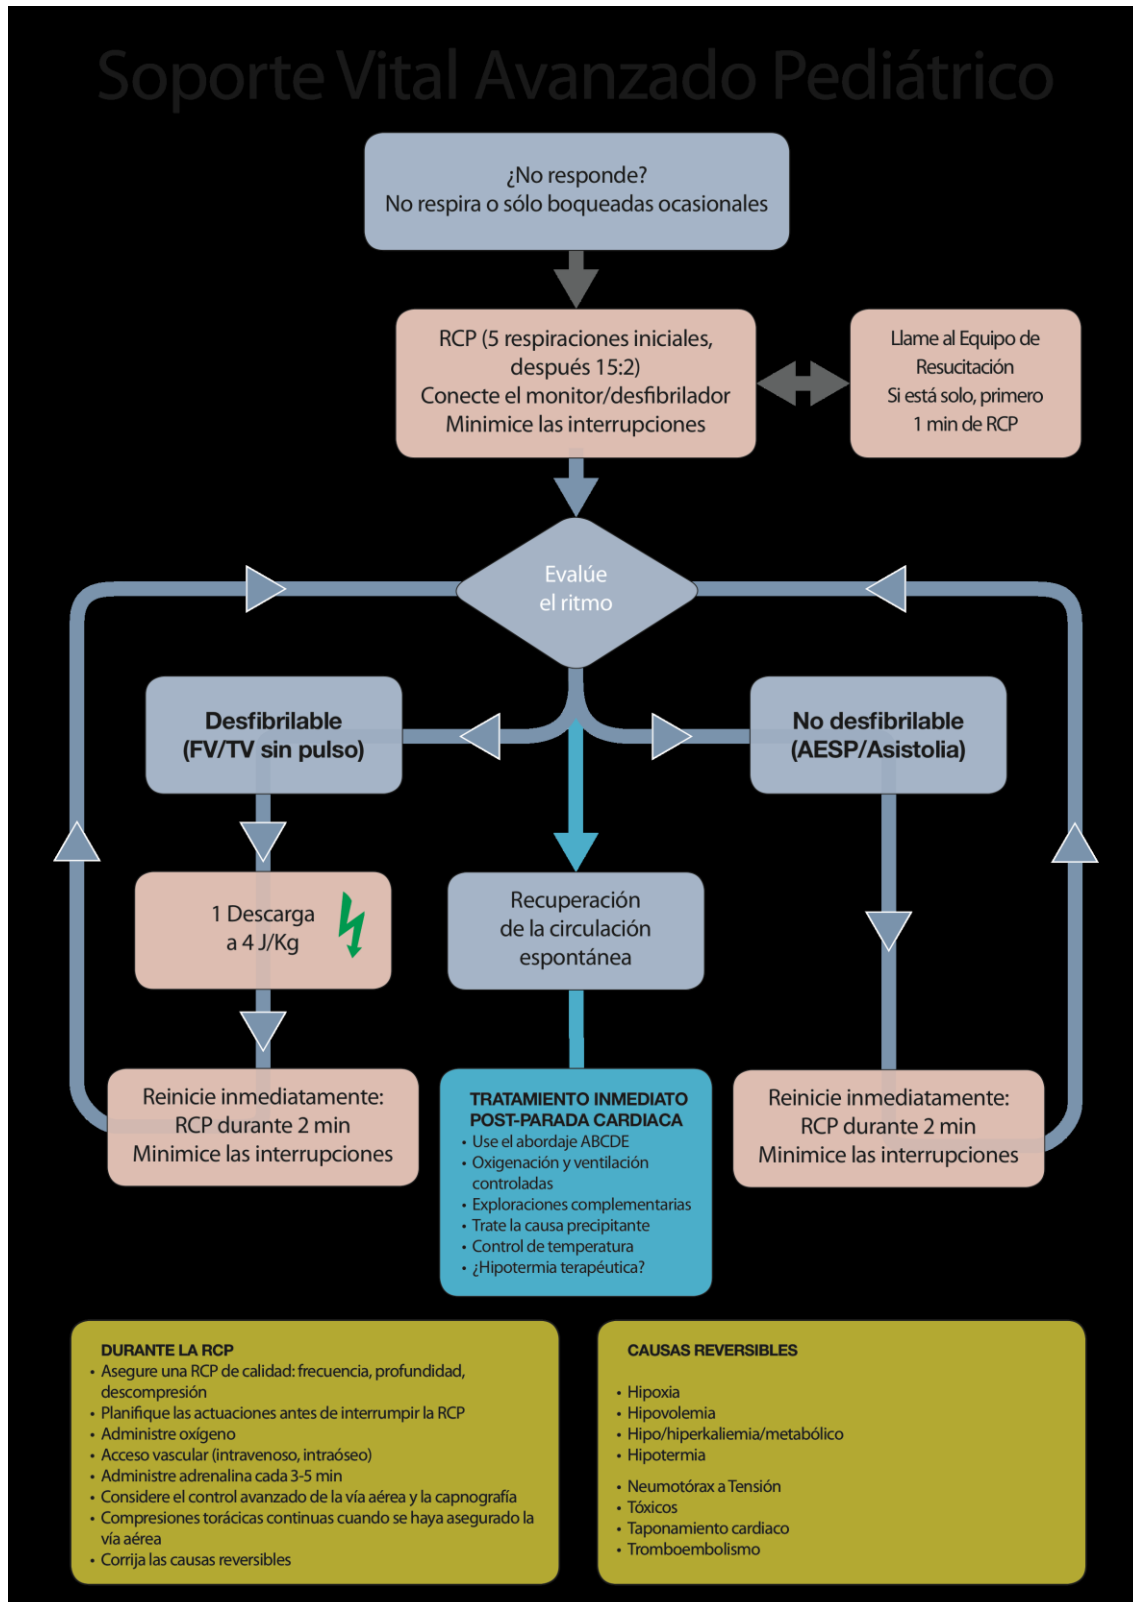 Soporte Vital Avanzado Pediátrico
¿No responde?
No respira o sólo boqueadas ocasionales
RCP (5 respiraciones iniciales,
después 15:2)
Conecte el monitor/desfibrilador
Minimice las interrupciones
Llame al Equipo de
Resucitación
Si está solo, primero
1 min de RCP
Evalúe
el ritmo
Desfibrilable
(FV/TV sin pulso)
No desfibrilable
(AESP/Asistolia)
1 Descarga
a 4 J/Kg
Recuperación
de la circulación
espontánea
Reinicie inmediatamente:
RCP durante 2 min
Minimice las interrupciones
TRATAMIENTO INMEDIATO
POST-PARADA CARDIACA
• Use el abordaje ABCDE
• Oxigenación y ventilación
controladas
• Exploraciones complementarias
• Trate la causa precipitante
• Control de temperatura
• ¿Hipotermia terapéutica?
Reinicie inmediatamente:
RCP durante 2 min
Minimice las interrupciones
DURANTE LA RCP
• Asegure una RCP de calidad: frecuencia, profundidad,
descompresión
• Planifique las actuaciones antes de interrumpir la RCP
• Administre oxígeno
• Acceso vascular (intravenoso, intraóseo)
• Administre adrenalina cada 3-5 min
• Considere el control avanzado de la vía aérea y la capnografía
• Compresiones torácicas continuas cuando se haya asegurado la
vía aérea
• Corrija las causas reversibles
CAUSAS REVERSIBLES
• Hipoxia
• Hipovolemia
• Hipo/hiperkaliemia/metabólico
• Hipotermia
• Neumotórax a Tensión
• Tóxicos
• Taponamiento cardiaco
• Tromboembolismo